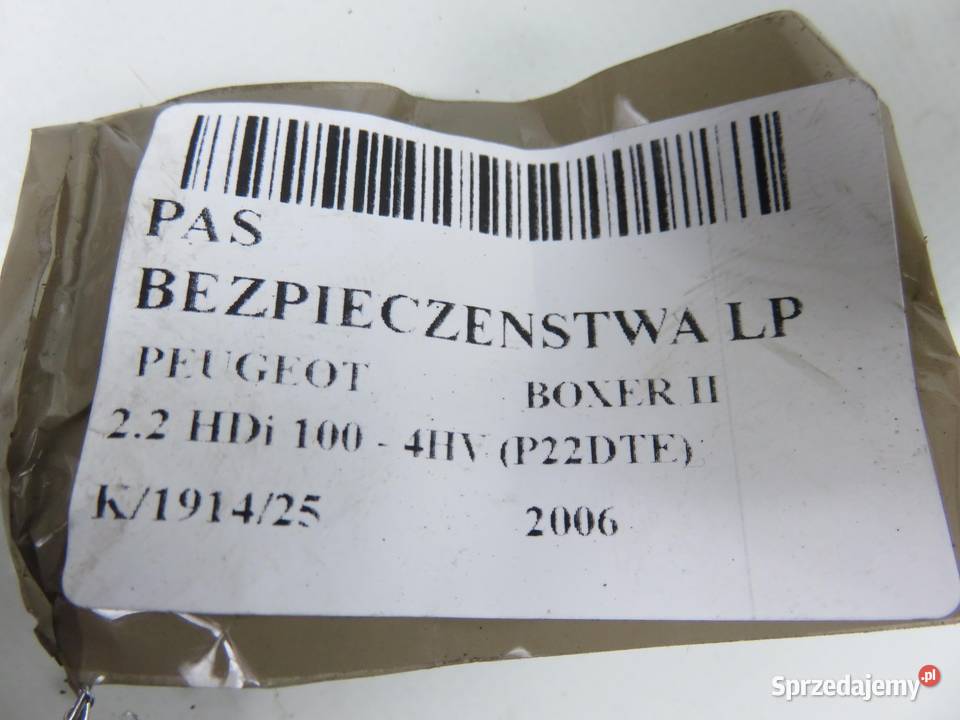 PAS
BEZPIECZENSTWA LP
PEUGEOT BOXER II
2.2 HDi 100 - 4HV (P22DTE)
K/1914/25 2006
Sprzedajemy.pl